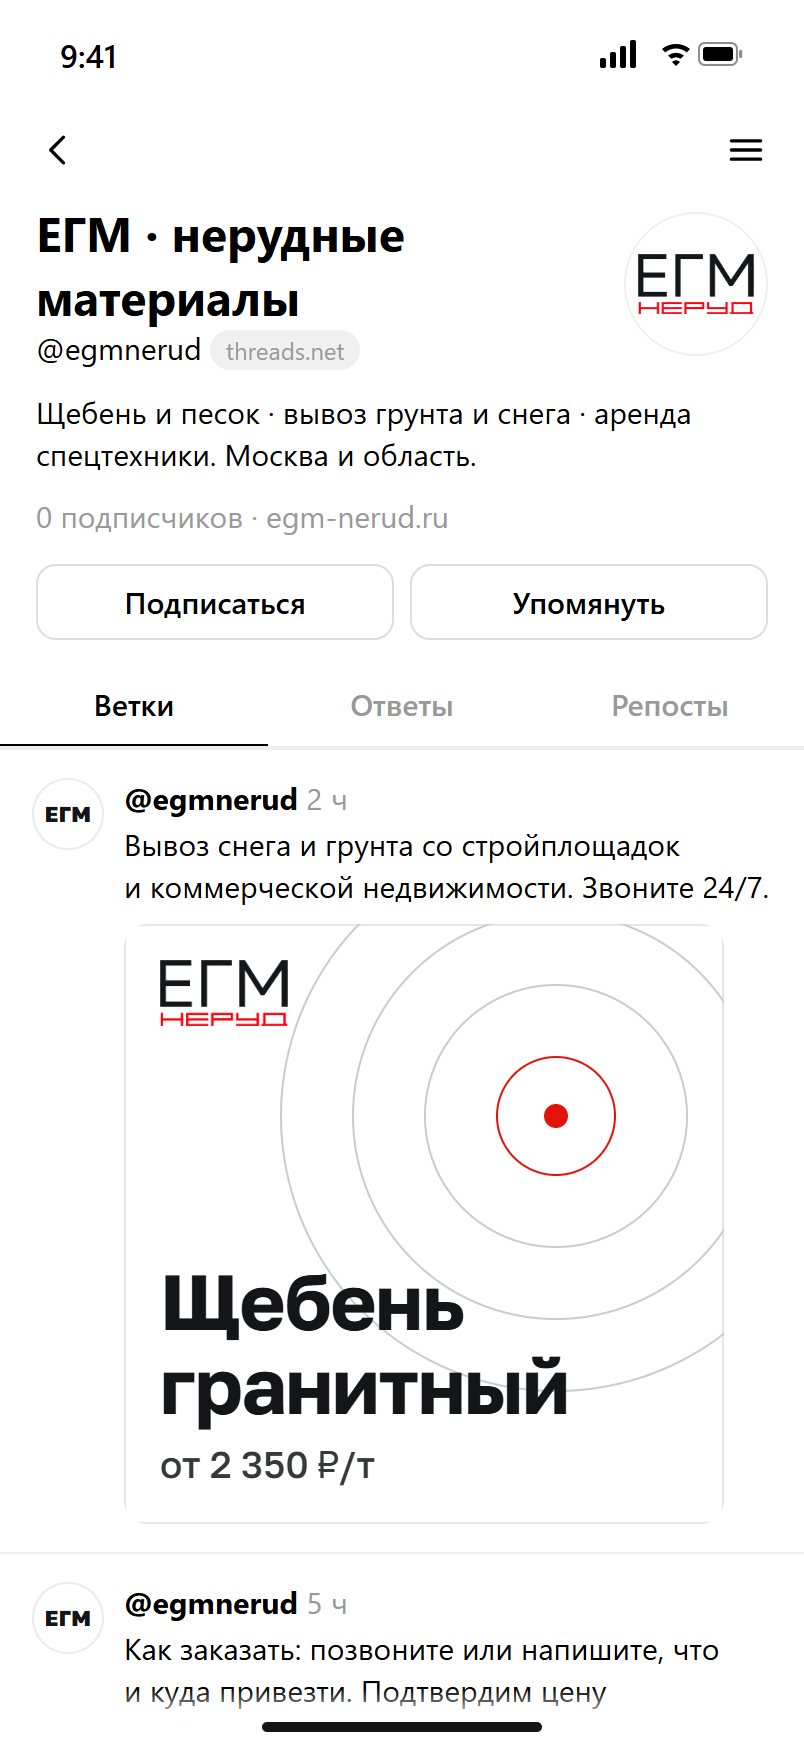 9:41
ЕГМ · нерудные
материалы
ЕГМ
НЕРУД
@egmnerud threads.net
Щебень и песок · вывоз грунта и снега · аренда
спецтехники. Москва и область.
0 подписчиков · egm-nerud.ru
Подписаться
Упомянуть
Ветки
Ответы
Репосты
ЕГМ
@egmnerud 2 ч
Вывоз снега и грунта со стройплощадок
и коммерческой недвижимости. Звоните 24/7.
ЕГМ
НЕРУД
Щебень
гранитный
от 2 350 ₽/т
ЕГМ
@egmnerud 5 ч
Как заказать: позвоните или напишите, что
и куда привезти. Подтвердим цену